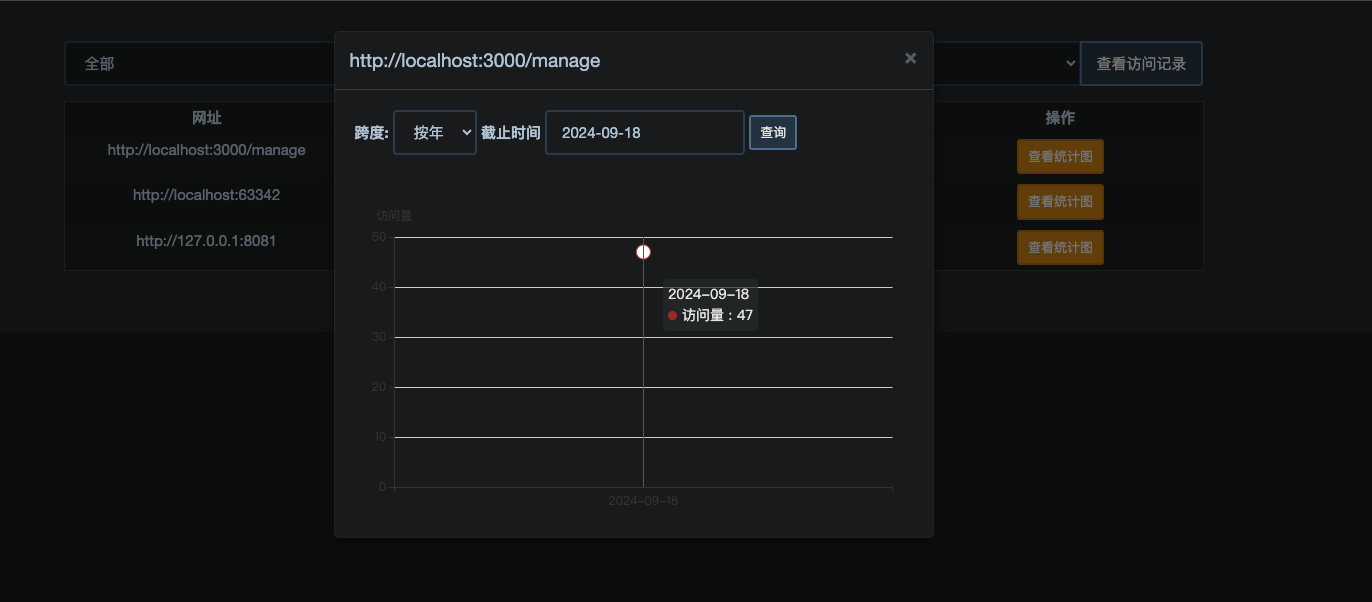 http://localhost:3000/manage ×
全部 查看访问记录
跨度: 按年 截止时间 2024-09-18 查询
网址 操作
http://localhost:3000/manage 查看统计图
http://localhost:63342 查看统计图
http://127.0.0.1:8081 查看统计图
访问量
50
40
2024-09-18
访问量 : 47
30
20
10
0
2024-09-18